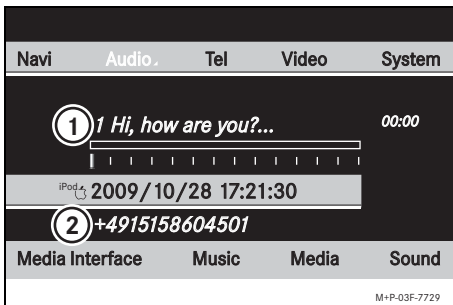 Navi Audio Tel Video System
1 1 Hi, how are you?... 00:00
iPod 2009/10/28 17:21:30
2 +4915158604501
Media Interface Music Media Sound
M+P-03F-7729